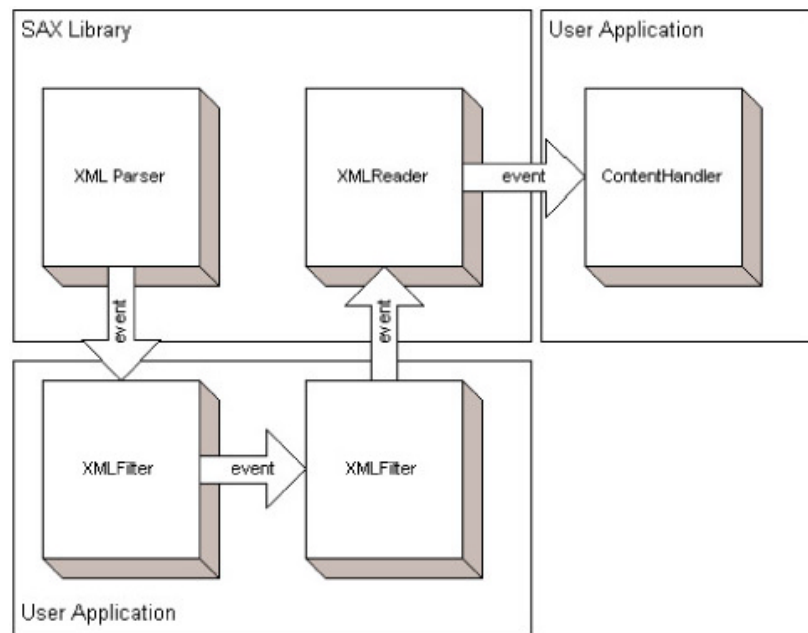 SAX Library
User Application
XML Parser
XMLReader
event
ContentHandler
event
event
XMLFilter
event
XMLFilter
User Application